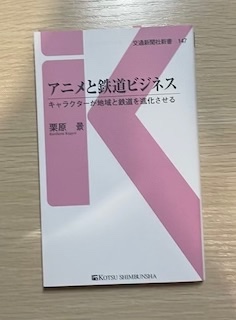 交通新聞社新書 147
アニメと鉄道ビジネス
キャラクターが地域と鉄道を進化させる
栗原 景
Kurihara Kageri
KOTSU SHIMBUNSHA